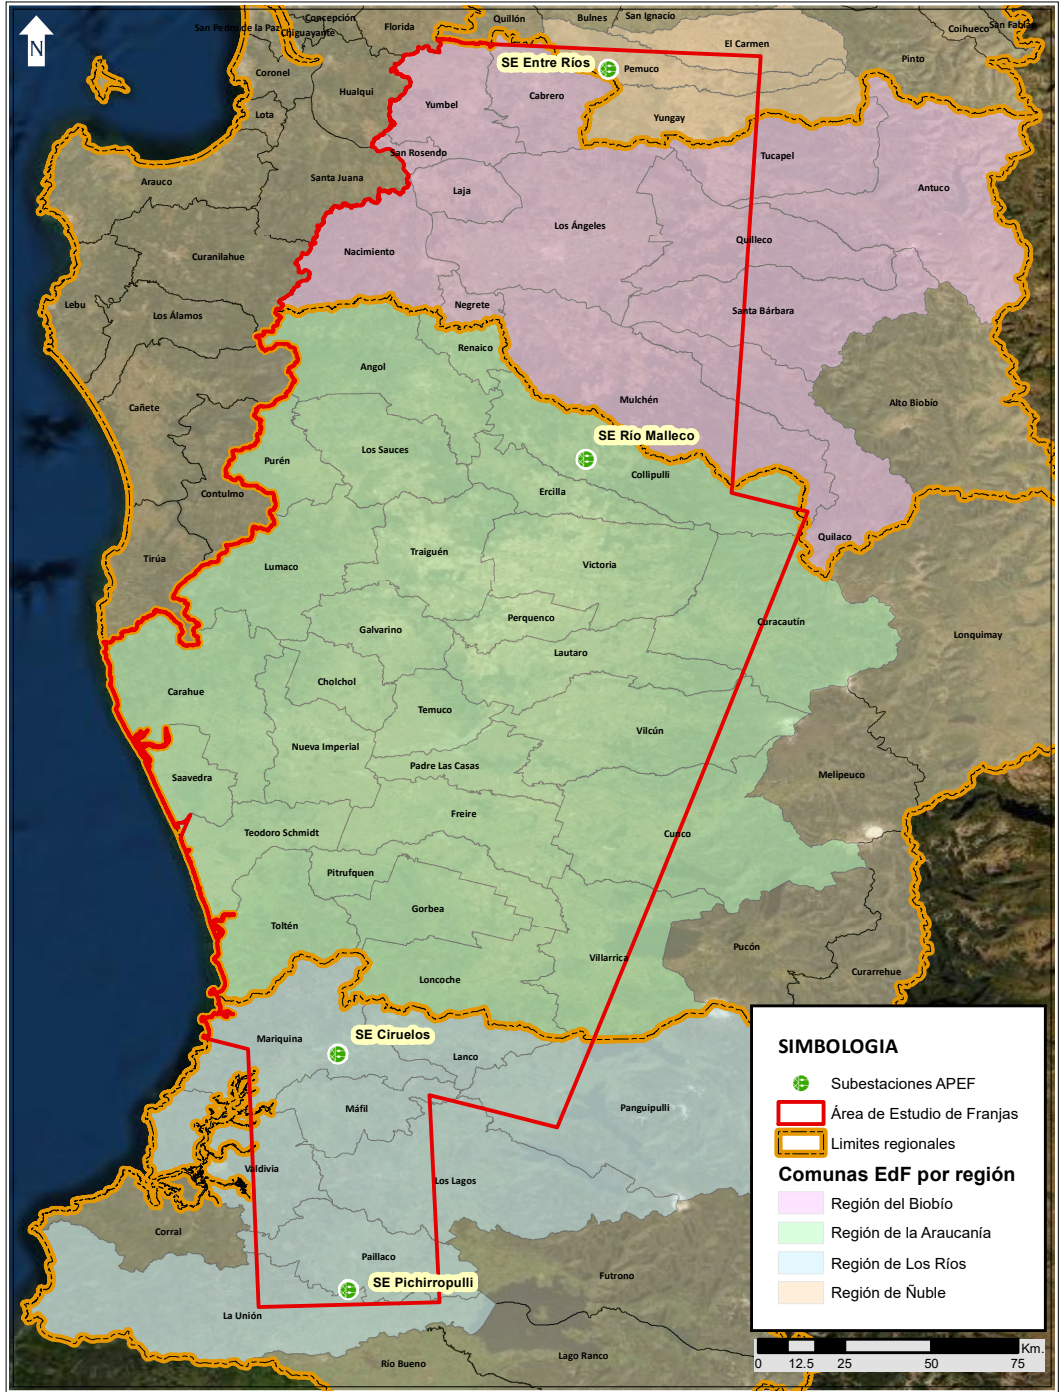 N
San Pedro de la Paz
Concepción
Chiguayante
Florida
Quillón
Bulnes
San Ignacio
El Carmen
Coihueco
San Fabián
Pinto
Coronel
Hualqui
Lota
SE Entre Ríos
Pemuco
Yumbel
Cabrero
Yungay
San Rosendo
Tucapel
Santa Juana
Laja
Antuco
Arauco
Los Ángeles
Quilleco
Curanilahue
Nacimiento
Lebu
Negrete
Santa Bárbara
Los Álamos
Renaico
Angol
Mulchén
Alto Biobío
Cañete
SE Río Malleco
Los Sauces
Purén
Collipulli
Contulmo
Ercilla
Quilaco
Tirúa
Traiguén
Lumaco
Victoria
Perquenco
Curacautín
Galvarino
Lonquimay
Lautaro
Cholchol
Carahue
Temuco
Vilcún
Nueva Imperial
Padre Las Casas
Saavedra
Melipeuco
Freire
Teodoro Schmidt
Cunco
Pitrufquen
Gorbea
Toltén
Pucón
Villarrica
Loncoche
Curarrehue
Mariquina
SE Ciruelos
Lanco
Máfil
Panguipulli
Valdivia
Los Lagos
Corral
Paillaco
SE Pichirropulli
Futrono
La Unión
Lago Ranco
Río Bueno
SIMBOLOGIA
Subestaciones APEF
Área de Estudio de Franjas
Limites regionales
Comunas EdF por región
Región del Biobío
Región de la Araucanía
Región de Los Ríos
Región de Ñuble
Km.
0 12.5 25 50 75